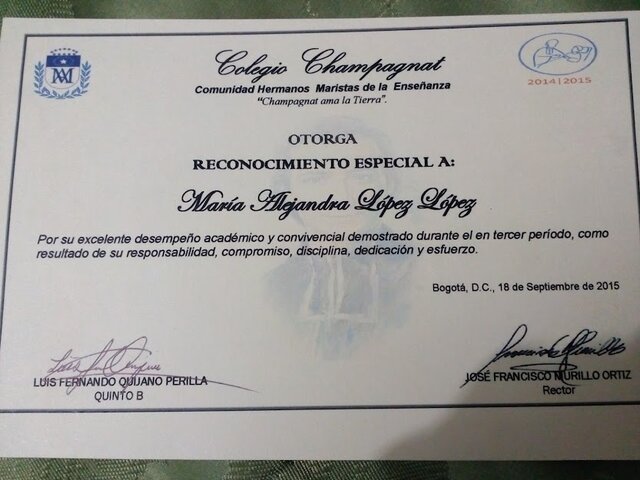 Colegio Champagnat
Comunidad Hermanos Maristas de la Enseñanza
"Champagnat ama la Tierra".
2014|2015
OTORGA
RECONOCIMIENTO ESPECIAL A:
María Alejandra López López
Por su excelente desempeño académico y convivencial demostrado durante el en tercer período, como
resultado de su responsabilidad, compromiso, disciplina, dedicación y esfuerzo.
Bogotá, D.C., 18 de Septiembre de 2015
LUIS FERNANDO QUIJANO PERILLA
QUINTO B
JOSÉ FRANCISCO MURILLO ORTIZ
Rector